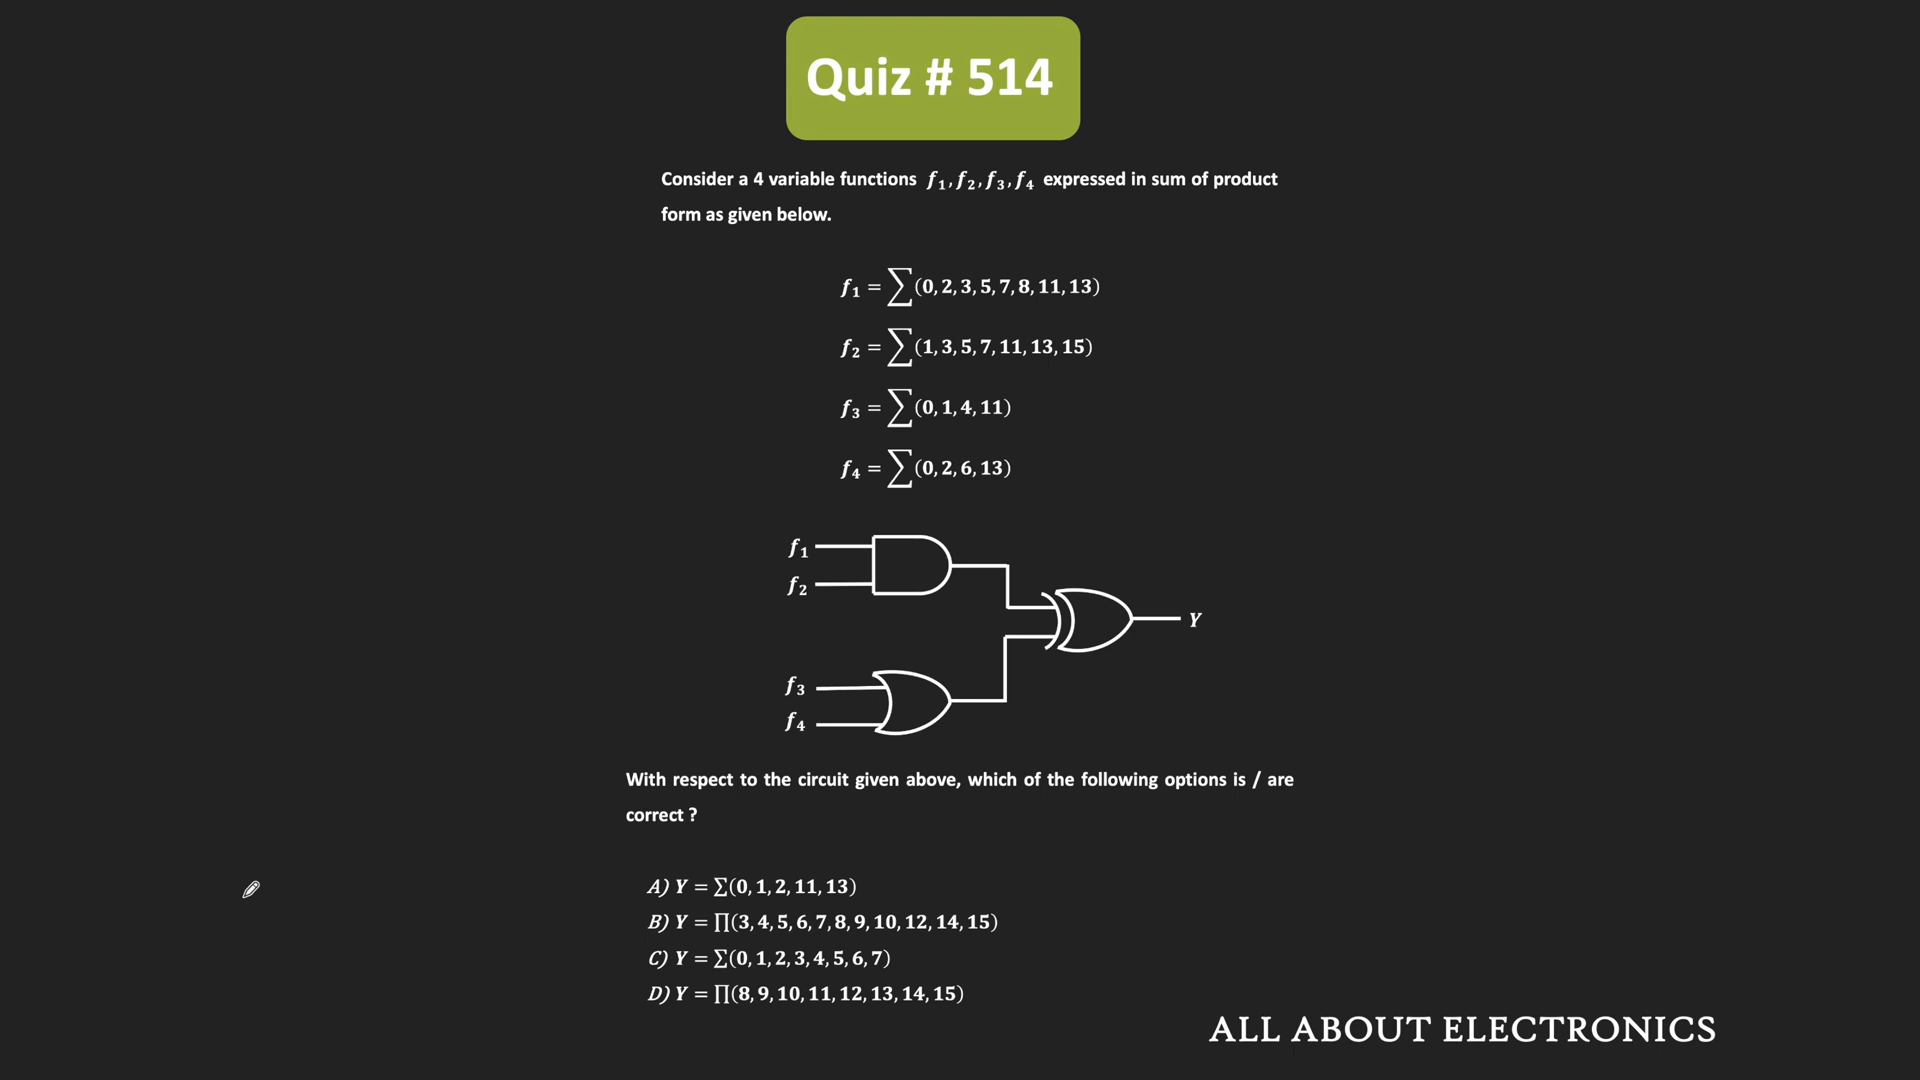 Quiz # 514
Consider a 4 variable functions f₁, f₂, f₃, f₄ expressed in sum of product
form as given below.
f₁ = ∑(0, 2, 3, 5, 7, 8, 11, 13)
f₂ = ∑(1, 3, 5, 7, 11, 13, 15)
f₃ = ∑(0, 1, 4, 11)
f₄ = ∑(0, 2, 6, 13)
f₁
f₂
Y
f₃
f₄
With respect to the circuit given above, which of the following options is / are
correct ?
A) Y = ∑(0, 1, 2, 11, 13)
B) Y = ∏(3, 4, 5, 6, 7, 8, 9, 10, 12, 14, 15)
C) Y = ∑(0, 1, 2, 3, 4, 5, 6, 7)
D) Y = ∏(8, 9, 10, 11, 12, 13, 14, 15)
ALL ABOUT ELECTRONICS